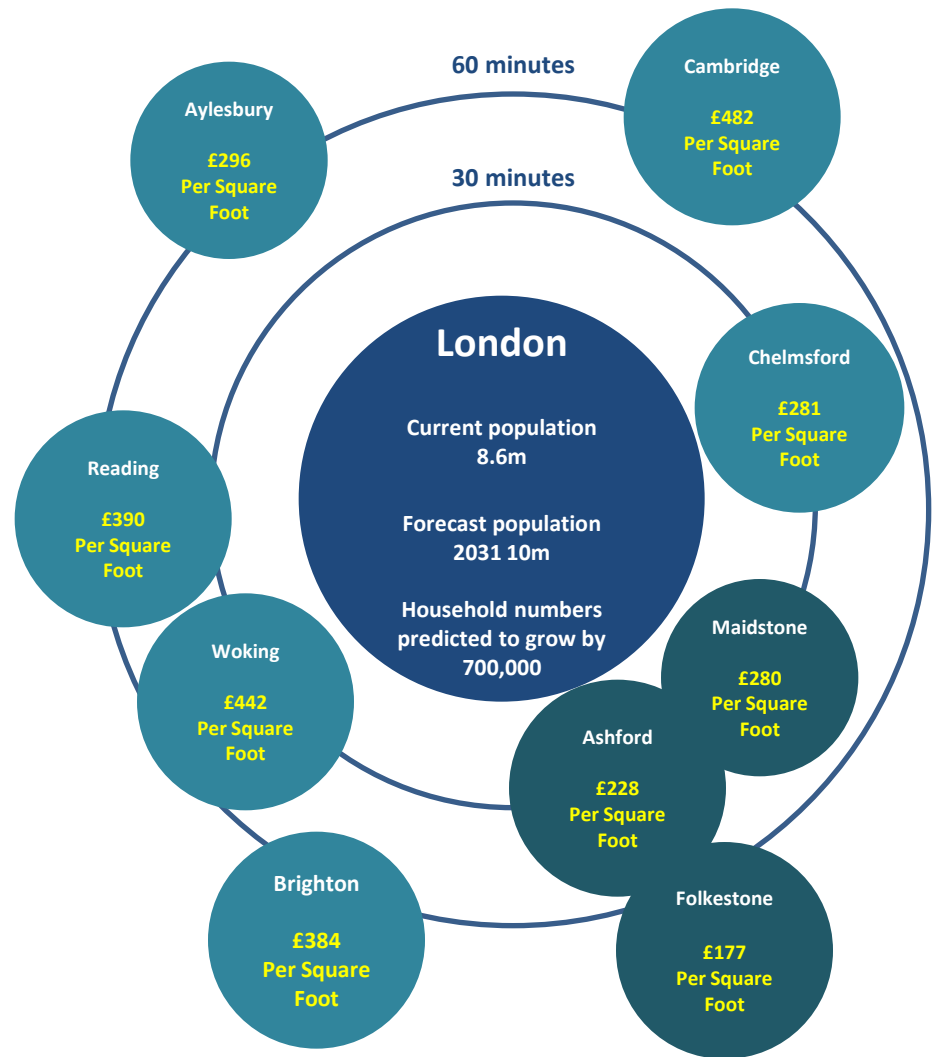 60 minutes
Cambridge
£482
Per Square
Foot
Aylesbury
£296
Per Square
Foot
30 minutes
London
Current population
8.6m
Forecast population
2031 10m
Household numbers
predicted to grow by
700,000
Chelmsford
£281
Per Square
Foot
Reading
£390
Per Square
Foot
Woking
£442
Per Square
Foot
Maidstone
£280
Per Square
Foot
Ashford
£228
Per Square
Foot
Brighton
£384
Per Square
Foot
Folkestone
£177
Per Square
Foot